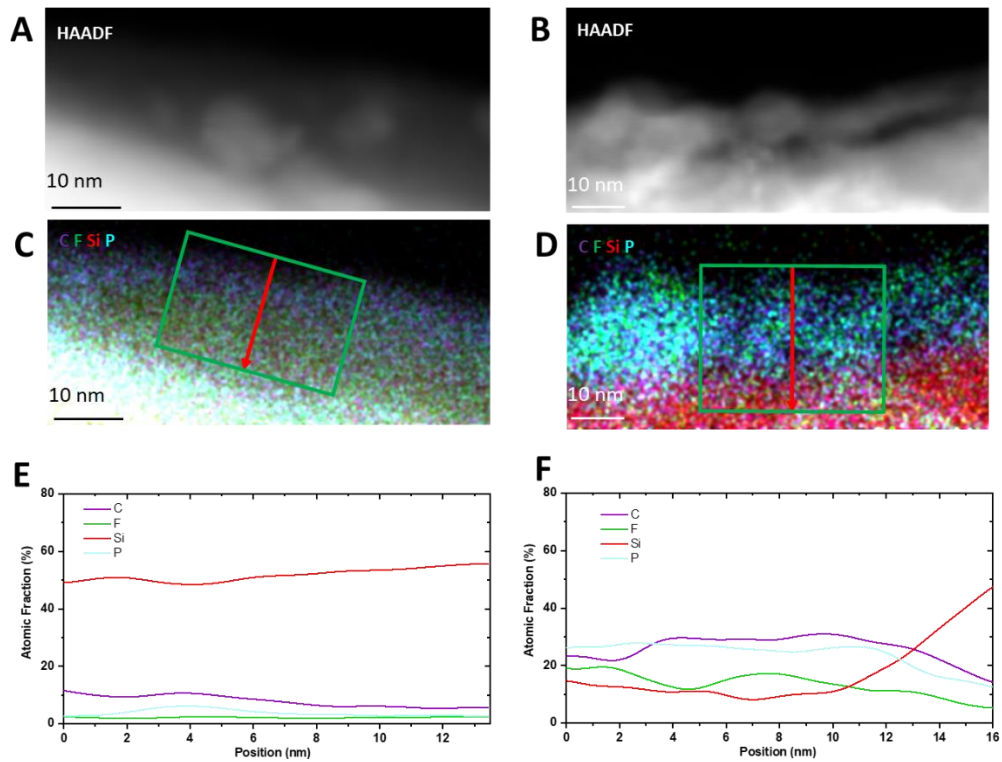 A
HAADF
10 nm
B
HAADF
10 nm
C
C F Si P
10 nm
D
C F Si P
10 nm
E
80
60
40
20
0
Atomic Fraction (%)
C
F
Si
P
0 2 4 6 8 10 12
Position (nm)
F
80
60
40
20
0
Atomic Fraction (%)
C
F
Si
P
0 2 4 6 8 10 12 14 16
Position (nm)